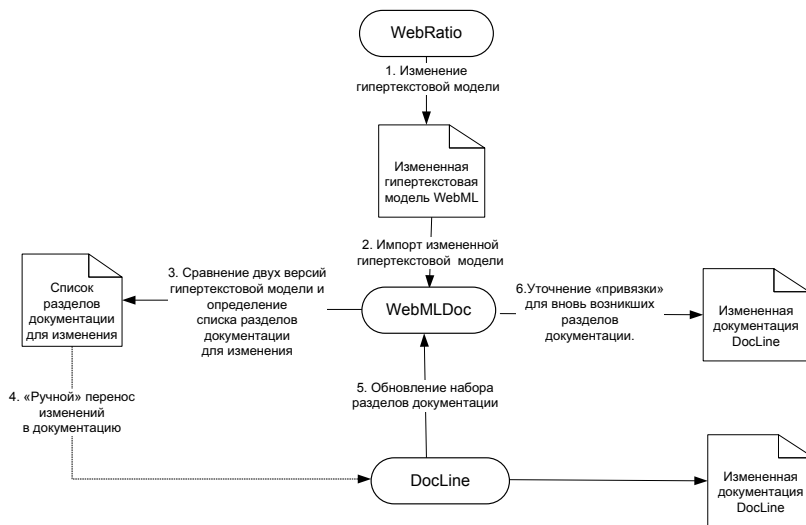 WebRatio
1. Изменение
гипертекстовой модели
Измененная
гипертекстовая
модель WebML
2. Импорт измененной
гипертекстовой модели
Список
разделов
документации
для изменения
3. Сравнение двух версий
гипертекстовой модели и
определение
списка разделов
документации
для изменения
WebMLDoc
6.Уточнение «привязки»
для вновь возникших
разделов
документации.
Измененная
документация
DocLine
4. «Ручной» перенос
изменений
в документацию
5. Обновление набора
разделов документации
DocLine
Измененная
документация
DocLine